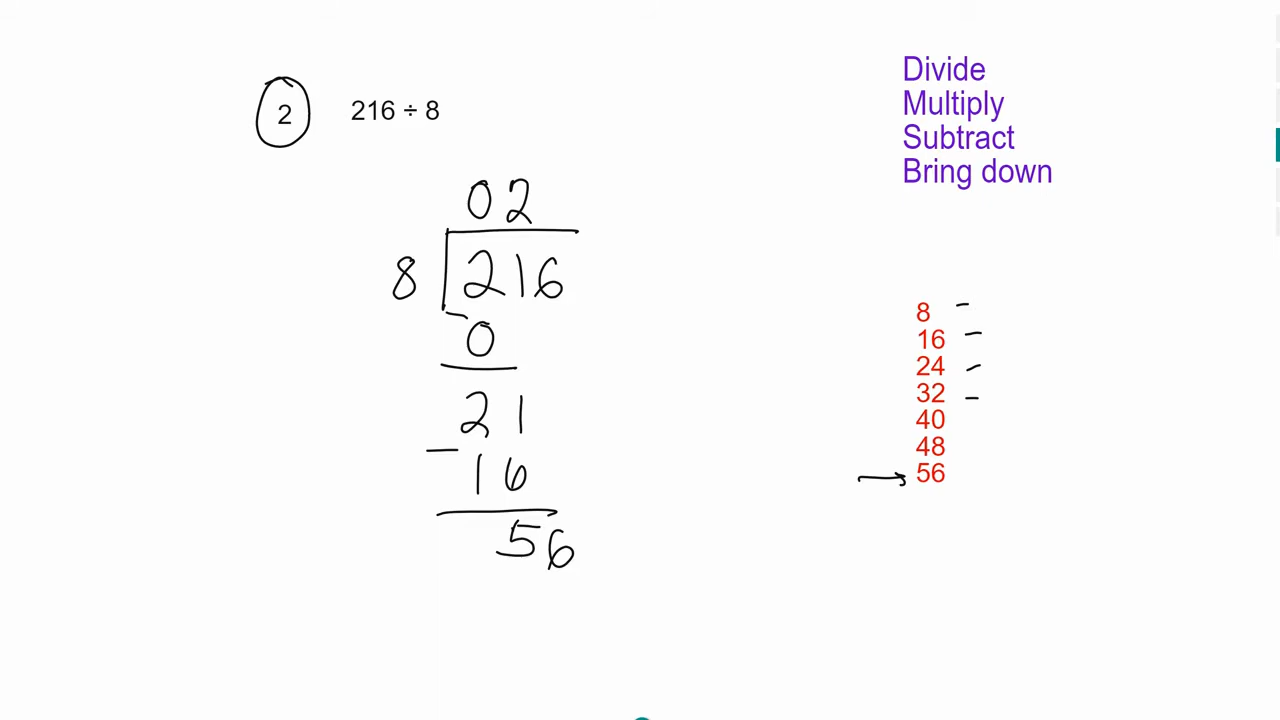 2 216 ÷ 8
Divide
Multiply
Subtract
Bring down
02
8 216
0
21
- 16
56
8 -
16 -
24 -
32 -
40
48
→ 56